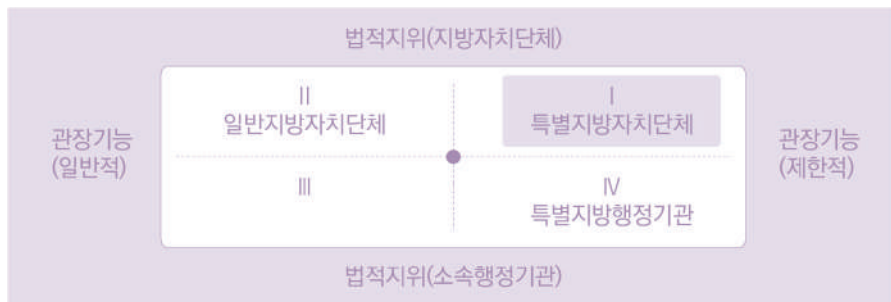 법적지위(지방자치단체)
관장기능
(일반적)
Ⅱ
일반지방자치단체
Ⅰ
특별지방자치단체
Ⅲ
Ⅳ
특별지방행정기관
관장기능
(제한적)
법적지위(소속행정기관)